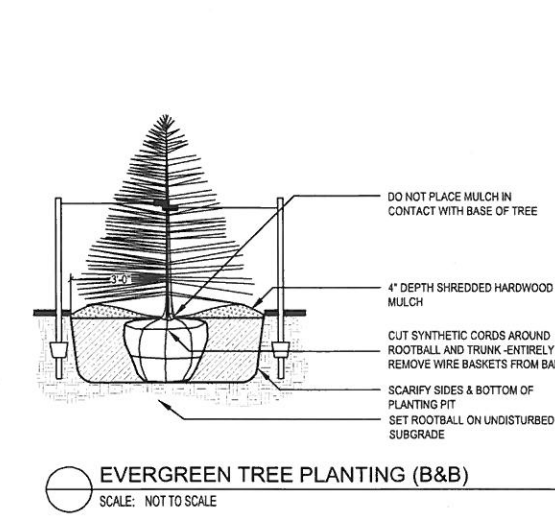 DO NOT PLACE MULCH IN
CONTACT WITH BASE OF TREE
3'-0"
4" DEPTH SHREDDED HARDWOOD
MULCH
CUT SYNTHETIC CORDS AROUND
ROOTBALL AND TRUNK -ENTIRELY
REMOVE WIRE BASKETS FROM
SCARIFY SIDES & BOTTOM OF
PLANTING PIT
SET ROOTBALL ON UNDISTURBED
SUBGRADE
EVERGREEN TREE PLANTING (B&B)
SCALE: NOT TO SCALE